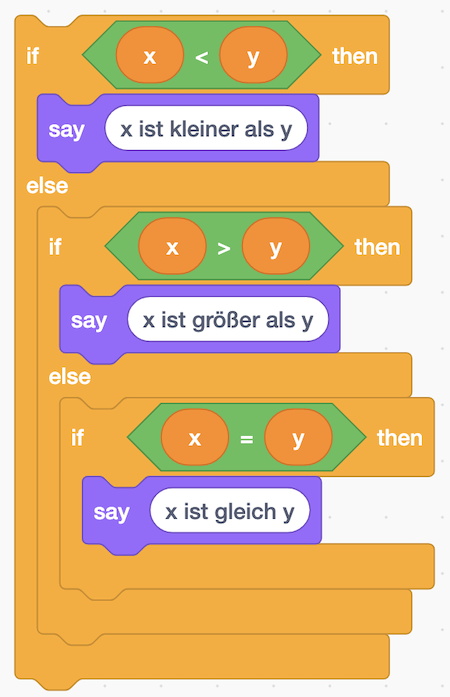 if x < y then
say x ist kleiner als y
else
if x > y then
say x ist größer als y
else
if x = y then
say x ist gleich y